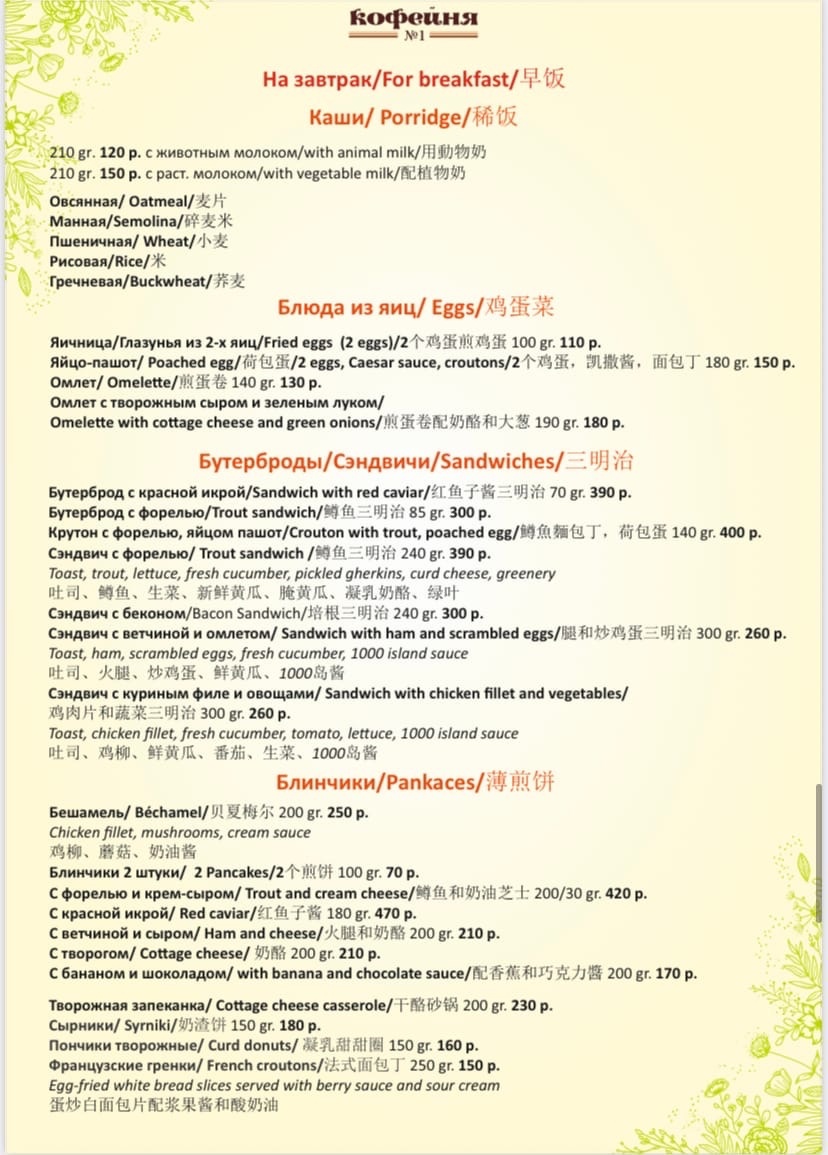 кофейня
№1
На завтрак/For breakfast/早饭
Каши/ Porridge/稀饭
210 gr. 120 р. с животным молоком/with animal milk/用動物奶
210 gr. 150 р. с раст. молоком/with vegetable milk/配植物奶
Овсянная/ Oatmeal/麦片
Манная/Semolina/碎麦米
Пшеничная/ Wheat/小麦
Рисовая/Rice/米
Гречневая/Buckwheat/荞麦
Блюда из яиц/ Eggs/鸡蛋菜
Яичница/Глазунья из 2-х яиц/Fried eggs (2 eggs)/2个鸡蛋煎鸡蛋 100 gr. 110 р.
Яйцо-пашот/ Poached egg/荷包蛋/2 eggs, Caesar sauce, croutons/2个鸡蛋，凯撒酱，面包丁 180 gr. 150 р.
Омлет/ Omelette/煎蛋卷 140 gr. 130 р.
Омлет с творожным сыром и зеленым луком/
Omelette with cottage cheese and green onions/煎蛋卷配奶酪和大葱 190 gr. 180 р.
Бутерброды/Сэндвичи/Sandwiches/三明治
Бутерброд с красной икрой/Sandwich with red caviar/红鱼子酱三明治 70 gr. 390 р.
Бутерброд с форелью/Trout sandwich/鳟鱼三明治 85 gr. 300 р.
Крутон с форелью, яйцом пашот/Crouton with trout, poached egg/鱒魚麵包丁，荷包蛋 140 gr. 400 р.
Сэндвич с форелью/ Trout sandwich /鳟鱼三明治 240 gr. 390 р.
Toast, trout, lettuce, fresh cucumber, pickled gherkins, curd cheese, greenery
吐司、鳟鱼、生菜、新鲜黄瓜、腌黄瓜、凝乳奶酪、绿叶
Сэндвич с беконом/Bacon Sandwich/培根三明治 240 gr. 300 р.
Сэндвич с ветчиной и омлетом/ Sandwich with ham and scrambled eggs/腿和炒鸡蛋三明治 300 gr. 260 р.
Toast, ham, scrambled eggs, fresh cucumber, 1000 island sauce
吐司、火腿、炒鸡蛋、鲜黄瓜、1000岛酱
Сэндвич с куриным филе и овощами/ Sandwich with chicken fillet and vegetables/
鸡肉片和蔬菜三明治 300 gr. 260 р.
Toast, chicken fillet, fresh cucumber, tomato, lettuce, 1000 island sauce
吐司、鸡柳、鲜黄瓜、番茄、生菜、1000岛酱
Блинчики/Pankaces/薄煎饼
Бешамель/ Béchamel/贝夏梅尔 200 gr. 250 р.
Chicken fillet, mushrooms, cream sauce
鸡柳、蘑菇、奶油酱
Блинчики 2 штуки/ 2 Pancakes/2个煎饼 100 gr. 70 р.
С форелью и крем-сыром/ Trout and cream cheese/鳟鱼和奶油芝士 200/30 gr. 420 р.
С красной икрой/ Red caviar/红鱼子酱 180 gr. 470 р.
С ветчиной и сыром/ Ham and cheese/火腿和奶酪 200 gr. 210 р.
С творогом/ Cottage cheese/ 奶酪 200 gr. 210 р.
С бананом и шоколадом/ with banana and chocolate sauce/配香蕉和巧克力醬 200 gr. 170 р.
Творожная запеканка/ Cottage cheese casserole/干酪砂锅 200 gr. 230 р.
Сырники/ Syrniki/奶渣饼 150 gr. 180 р.
Пончики творожные/ Curd donuts/ 凝乳甜甜圈 150 gr. 160 р.
Французские гренки/ French croutons/法式面包丁 250 gr. 150 р.
Egg-fried white bread slices served with berry sauce and sour cream
蛋炒白面包片配浆果酱和酸奶油